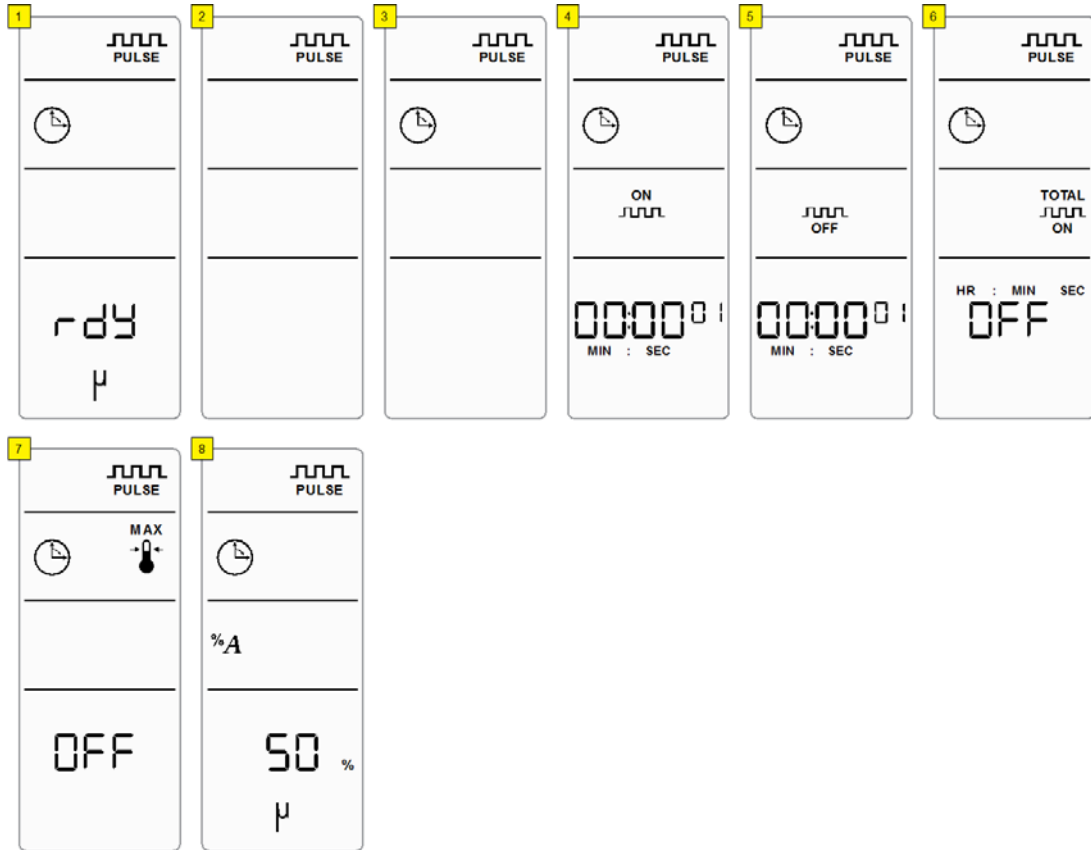 1
PULSE
rdy
µ
2
PULSE
3
PULSE
4
PULSE
ON
00:00 01
MIN : SEC
5
PULSE
OFF
00:00 01
MIN : SEC
6
PULSE
TOTAL
ON
HR : MIN SEC
OFF
7
PULSE
MAX
OFF
8
PULSE
%A
50 %
µ